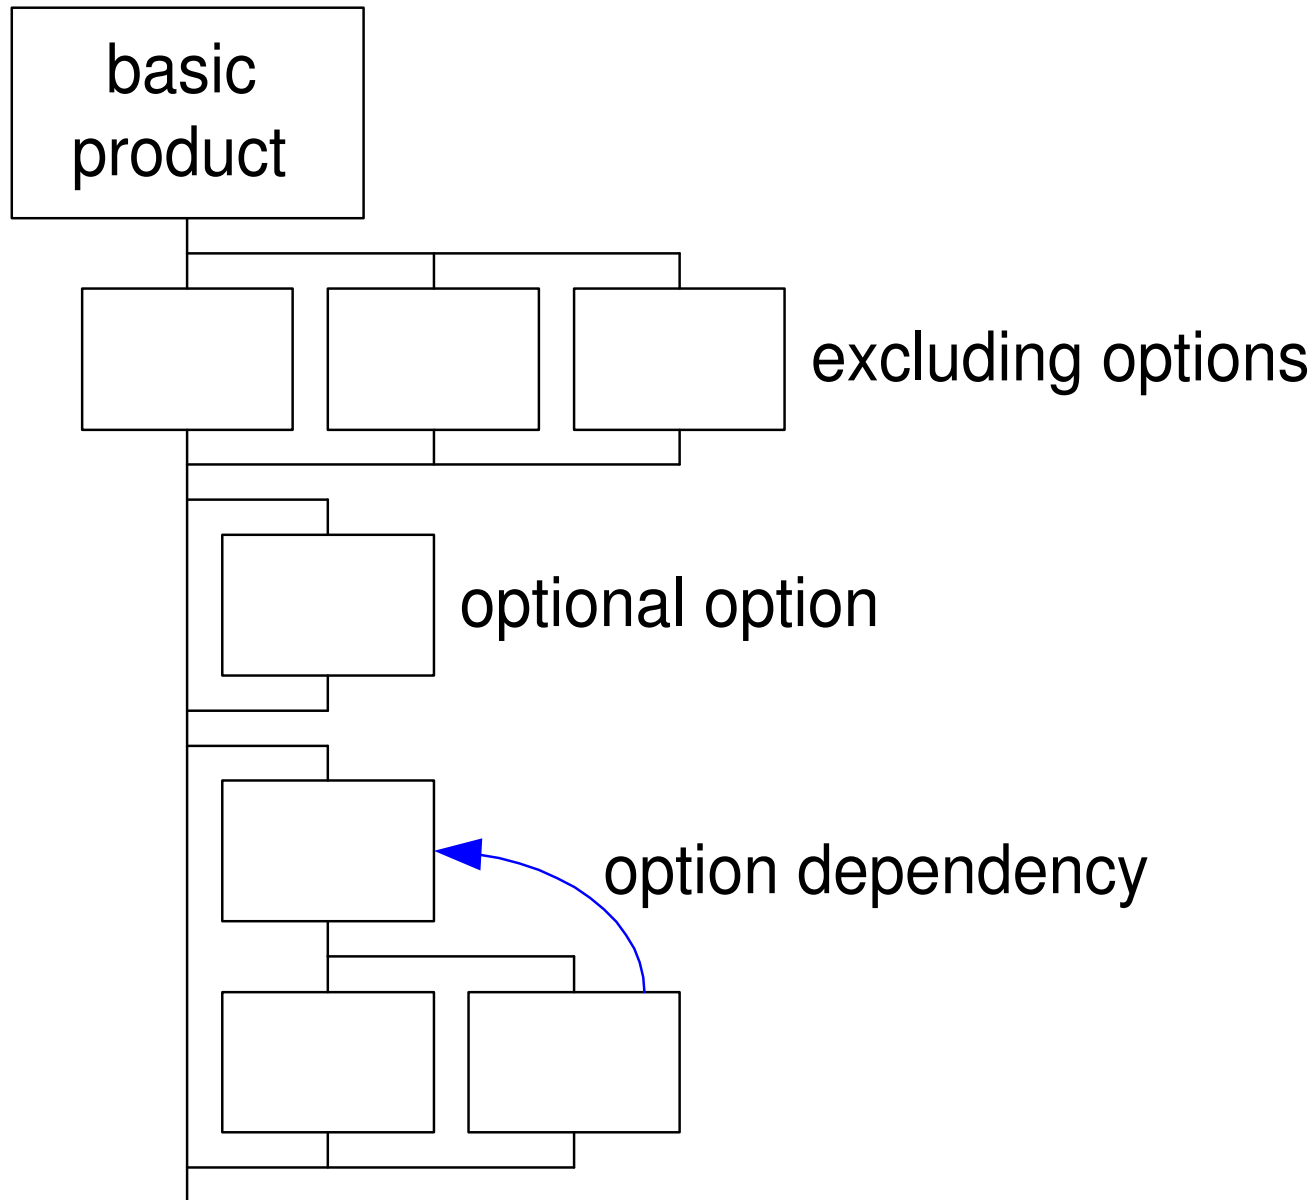 basic
product
excluding options
optional option
option dependency